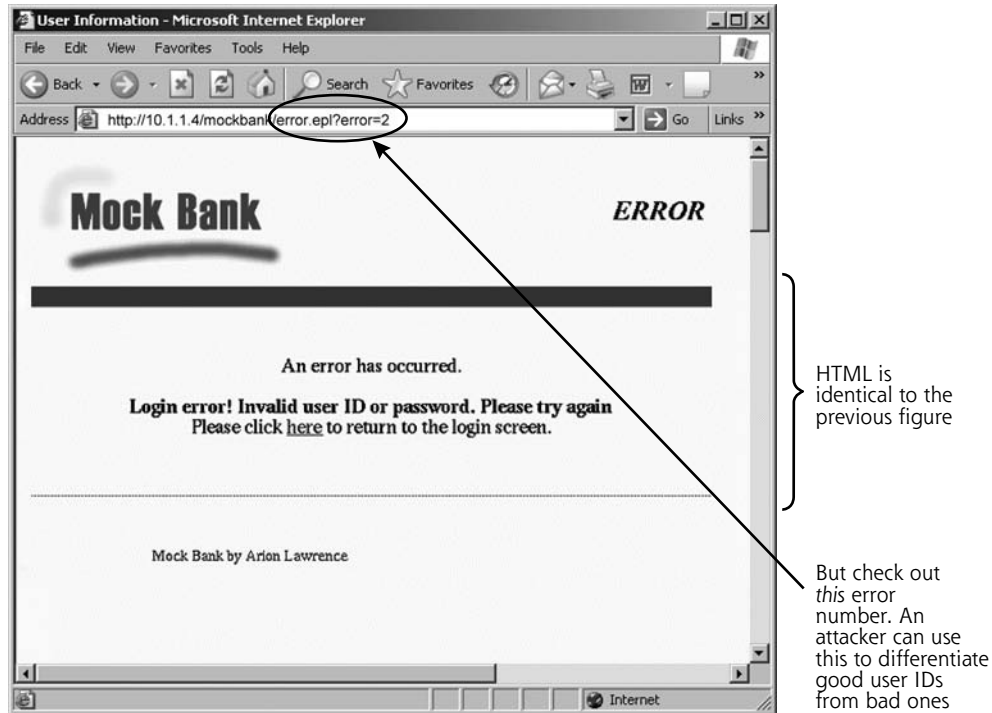 User Information - Microsoft Internet Explorer
File Edit View Favorites Tools Help
Back Search Favorites W »
Address http://10.1.1.4/mockbank/error.epl?error=2 Go Links »
Mock Bank
ERROR
An error has occurred.
Login error! Invalid user ID or password. Please try again
Please click here to return to the login screen.
Mock Bank by Arion Lawrence
Internet
HTML is
identical to the
previous figure
But check out
this error
number. An
attacker can use
this to differentiate
good user IDs
from bad ones